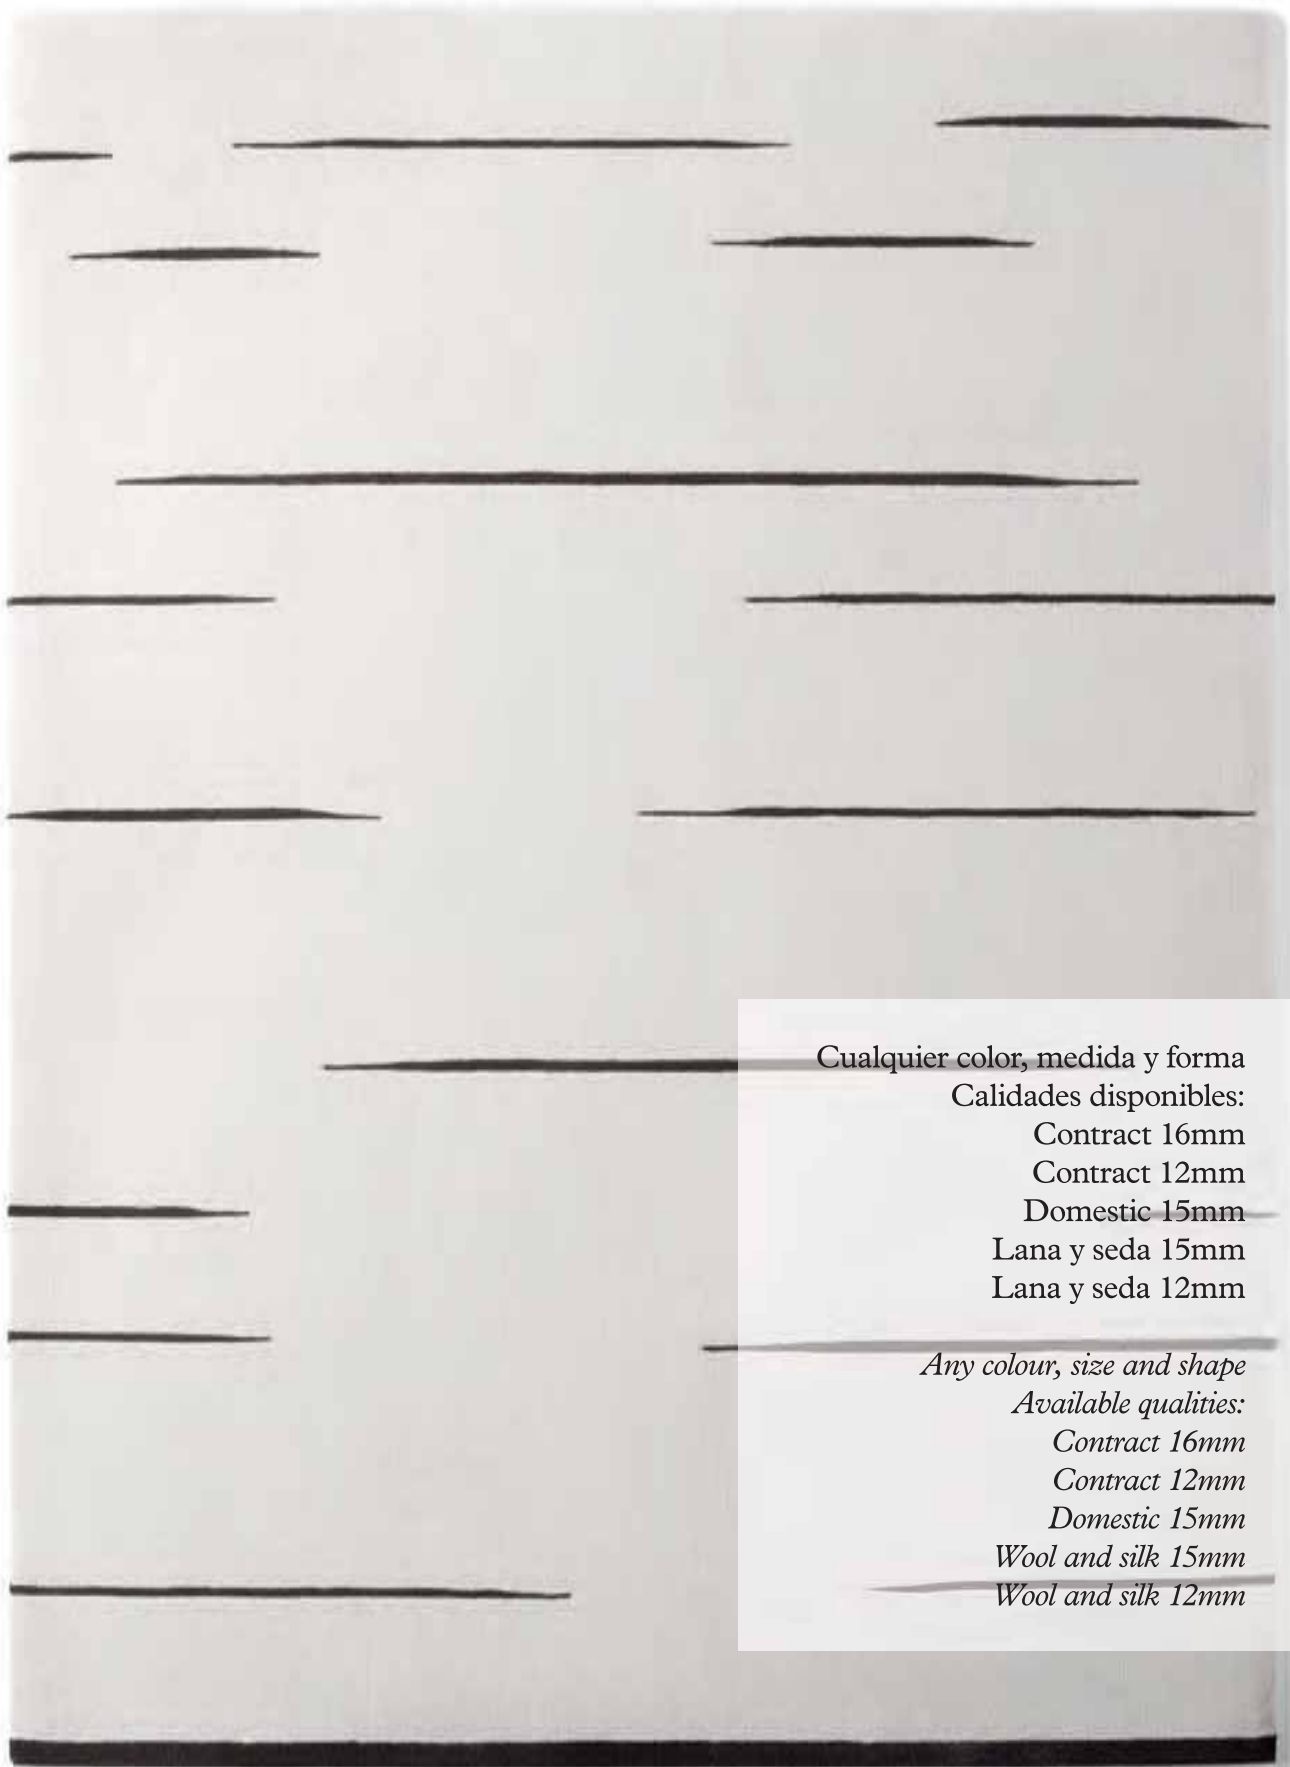 Cualquier color, medida y forma
Calidades disponibles:
Contract 16mm
Contract 12mm
Domestic 15mm
Lana y seda 15mm
Lana y seda 12mm
Any colour, size and shape
Available qualities:
Contract 16mm
Contract 12mm
Domestic 15mm
Wool and silk 15mm
Wool and silk 12mm